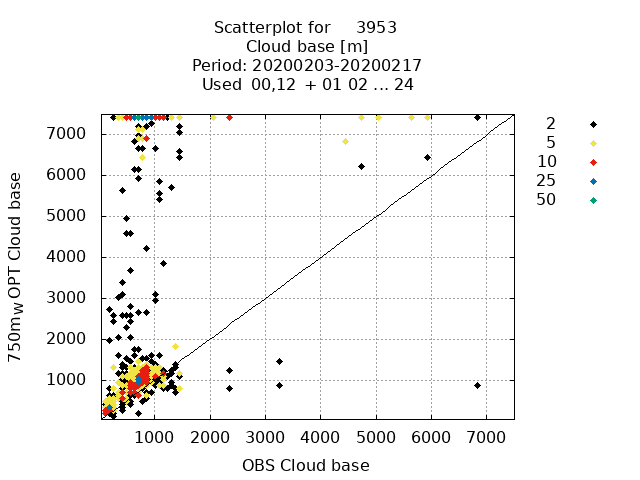 Scatterplot for 3953
Cloud base [m]
Period: 20200203-20200217
Used 00,12 + 01 02 ... 24
2
5
10
25
50
7000
6000
5000
4000
3000
2000
1000
750mw OPT Cloud base
1000 2000 3000 4000 5000 6000 7000
OBS Cloud base